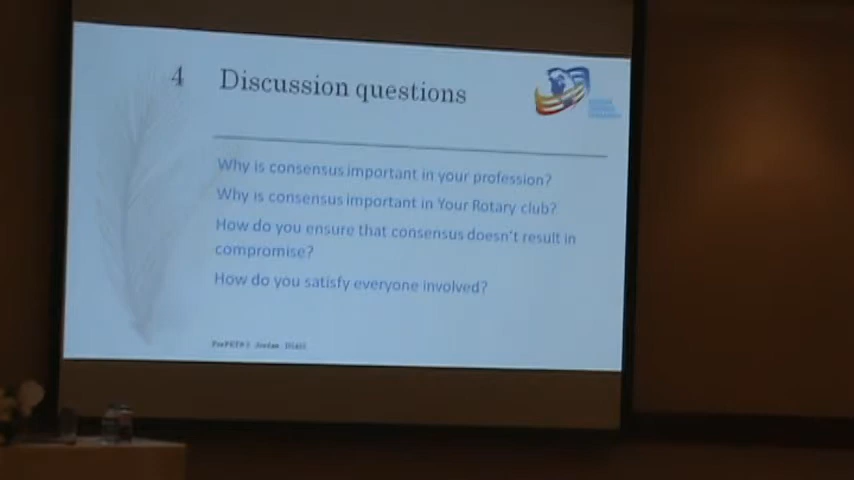 4 Discussion questions
Why is consensus important in your profession?
Why is consensus important in Your Rotary club?
How do you ensure that consensus doesn't result in
compromise?
How do you satisfy everyone involved?
Jordan